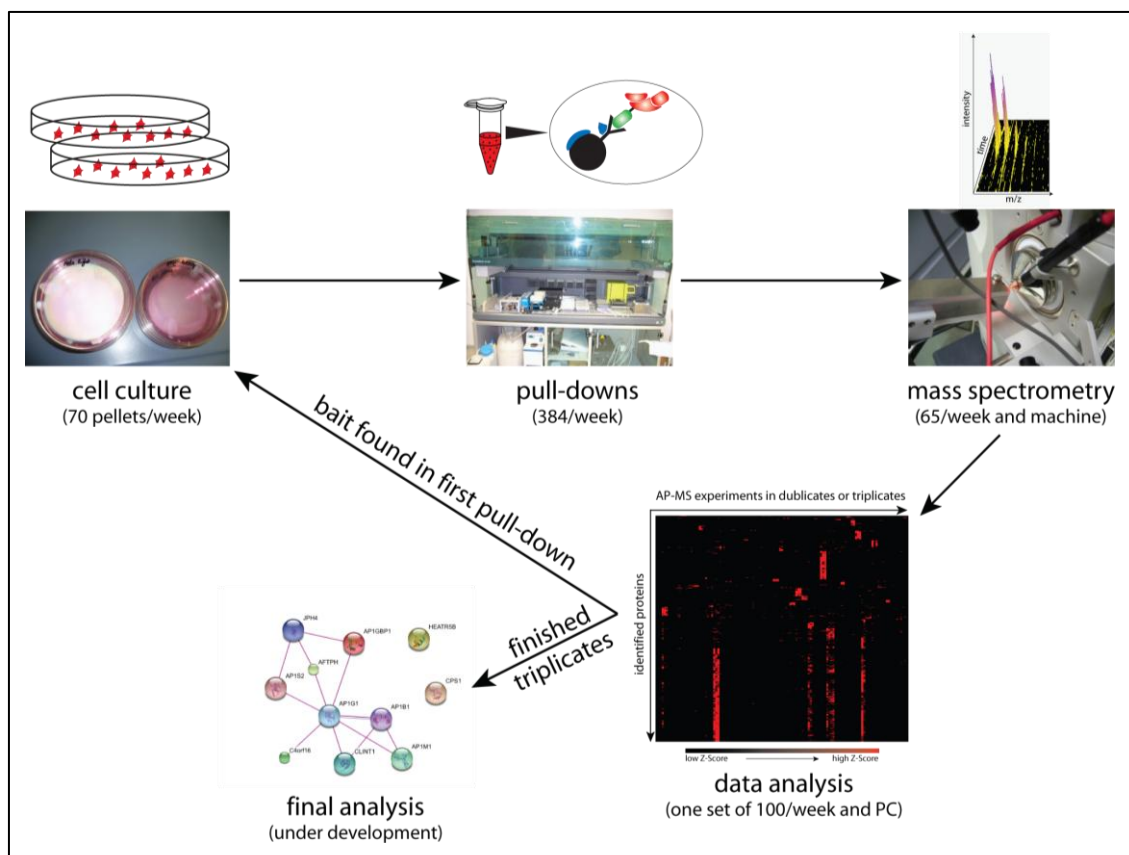 intensity
time
m/z
cell culture
(70 pellets/week)
pull-downs
(384/week)
mass spectrometry
(65/week and machine)
bait found in first pull-down
AP-MS experiments in dublicates or triplicates
identified proteins
low Z-Score
high Z-Score
data analysis
(one set of 100/week and PC)
finished
triplicates
JPH4
AP1GBP1
HEATR5B
AFTPH
AP1S2
CPS1
AP1G1
AP1B1
C4orf16
CLINT1
AP1M1
final analysis
(under development)